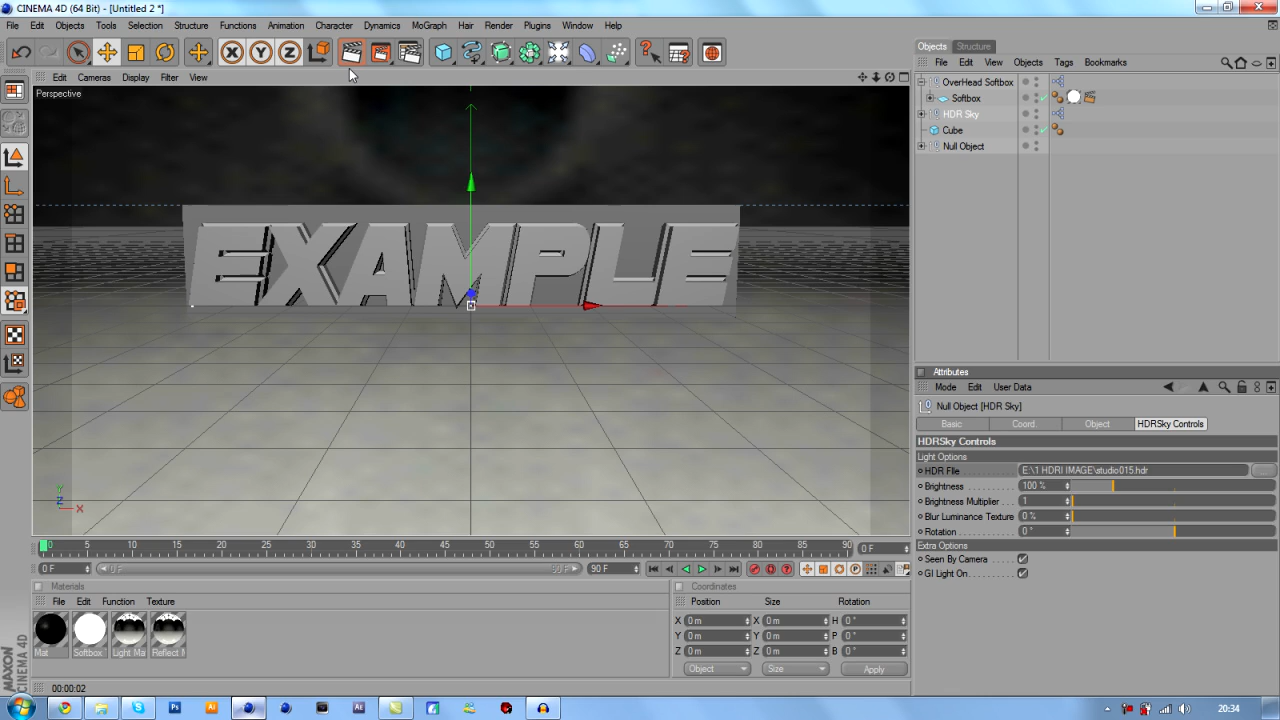 CINEMA 4D (64 Bit) - [Untitled 2 *]
File Edit Objects Tools Selection Structure Functions Animation Character Dynamics MoGraph Hair Render Plugins Window Help
X Y Z
Edit Cameras Display Filter View
Perspective
EXAMPLE
Y
Z
X
0 5 10 15 20 25 30 35 40 45 50 55 60 65 70 75 80 85 90 0 F
0 F 0 F 90 F 90 F
Materials
File Edit Function Texture
Mat Softbox Light Ma Reflect M
MAXON CINEMA 4D
Coordinates
Position Size Rotation
X 0 m X 0 m H 0 °
Y 0 m Y 0 m P 0 °
Z 0 m Z 0 m B 0 °
Object Size Apply
00:00:02
Objects Structure
File Edit View Objects Tags Bookmarks
OverHead Softbox
Softbox
HDR Sky
Cube
Null Object
Attributes
Mode Edit User Data
Null Object [HDR Sky]
Basic Coord. Object HDRSky Controls
HDRSky Controls
Light Options
HDR File E:\1 HDRI IMAGE\studio015.hdr
Brightness 100 %
Brightness Multiplier 1
Blur Luminance Texture 0 %
Rotation 0 °
Extra Options
Seen By Camera
GI Light On
Ps Ai Ae 20:34